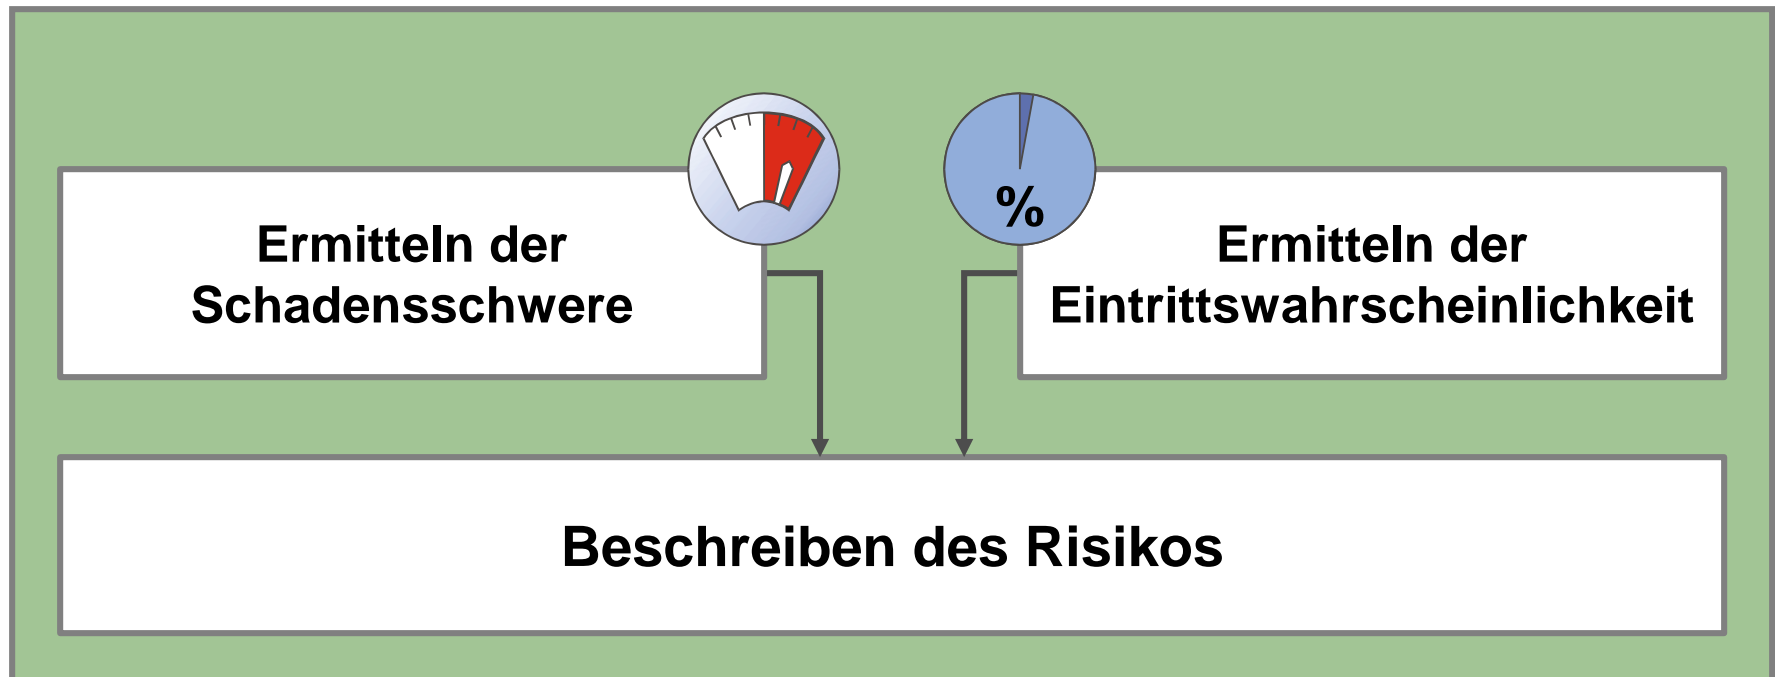 Ermitteln der
Schadensschwere
%
Ermitteln der
Eintrittswahrscheinlichkeit
Beschreiben des Risikos